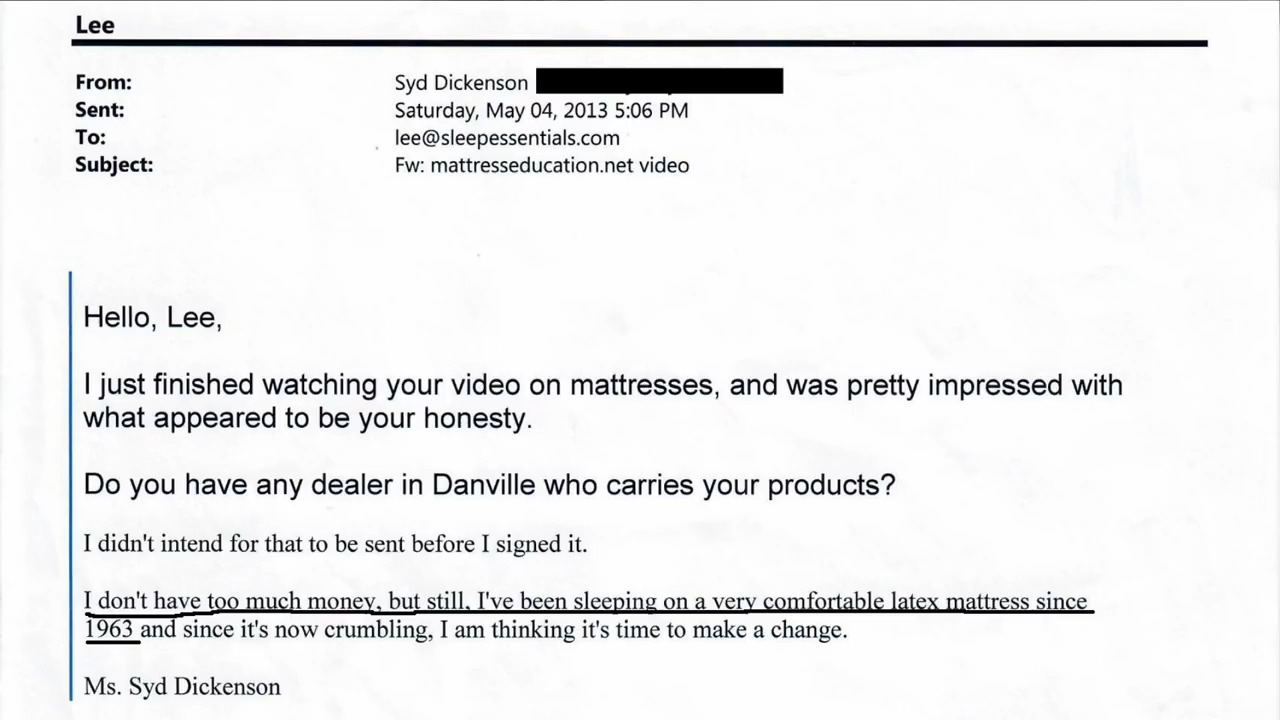 Lee
From: Syd Dickenson
Sent: Saturday, May 04, 2013 5:06 PM
To: lee@sleepessentials.com
Subject: Fw: mattresseducation.net video
Hello, Lee,
I just finished watching your video on mattresses, and was pretty impressed with
what appeared to be your honesty.
Do you have any dealer in Danville who carries your products?
I didn't intend for that to be sent before I signed it.
I don't have too much money, but still, I've been sleeping on a very comfortable latex mattress since
1963 and since it's now crumbling, I am thinking it's time to make a change.
Ms. Syd Dickenson